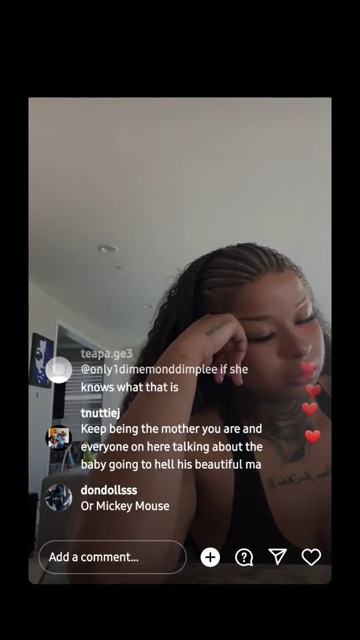 teapa.ge3
@only1dimemonddimplee if she
knows what that is
tnuttiej
Keep being the mother you are and
everyone on here talking about the
baby going to hell his beautiful ma
dondollsss
Or Mickey Mouse
Add a comment...